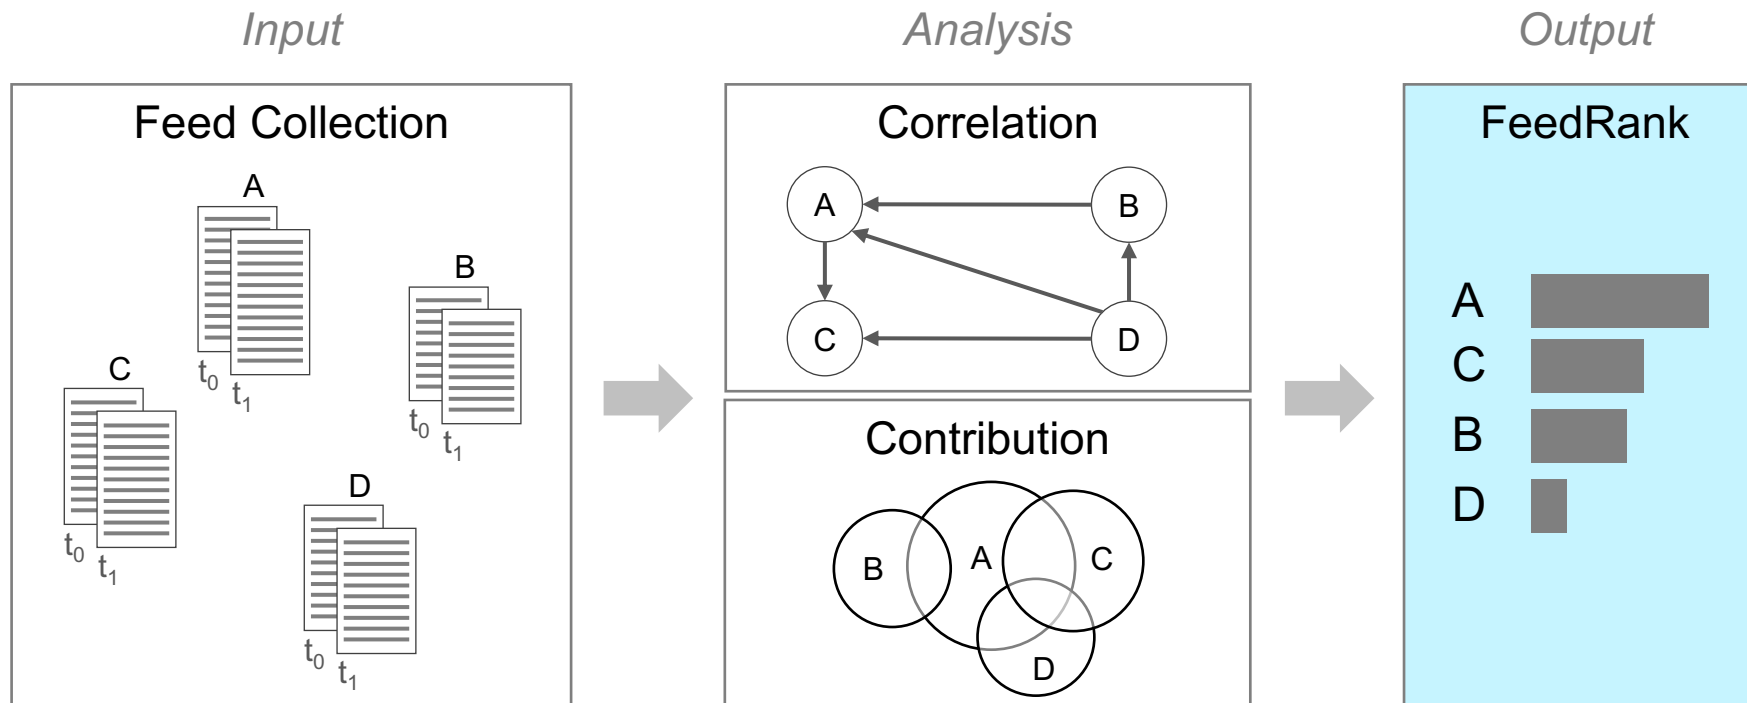 Input
Analysis
Output
Feed Collection
A
t0
t1
B
t0
t1
C
t0
t1
D
t0
t1
Correlation
A
B
C
D
Contribution
B
A
C
D
FeedRank
A
C
B
D